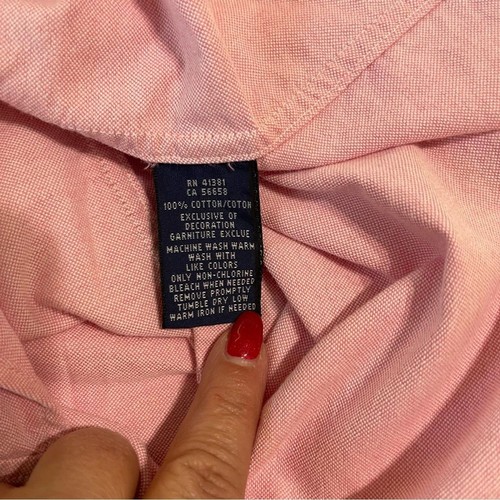 RN 41381
CA 56658
100% COTTON/COTON
EXCLUSIVE OF
DECORATION
GARNITURE EXCLUE
MACHINE WASH WARM
WASH WITH
LIKE COLORS
ONLY NON-CHLORINE
BLEACH WHEN NEEDED
REMOVE PROMPTLY
TUMBLE DRY LOW
WARM IRON IF NEEDED